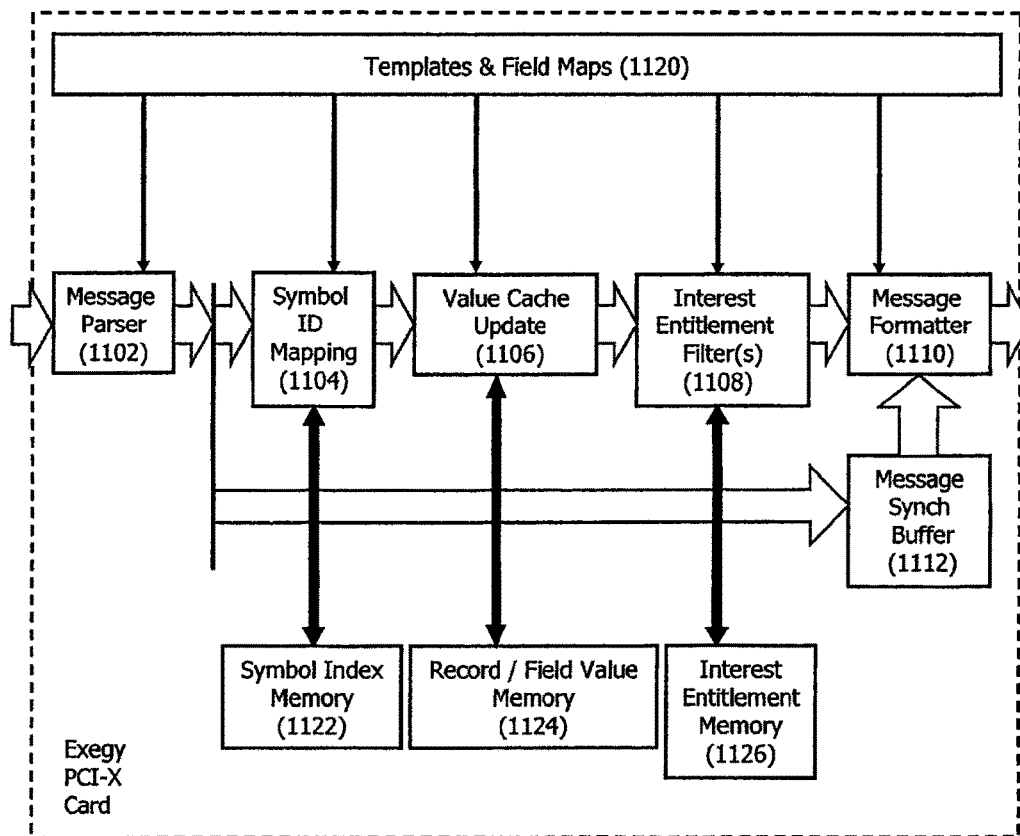 Templates & Field Maps (1120)
Message
Parser
(1102)
Symbol
ID
Mapping
(1104)
Value Cache
Update
(1106)
Interest
Entitlement
Filter(s)
(1108)
Message
Formatter
(1110)
Message
Synch
Buffer
(1112)
Symbol Index
Memory
(1122)
Record / Field Value
Memory
(1124)
Interest
Entitlement
Memory
(1126)
Exegy
PCI-X
Card